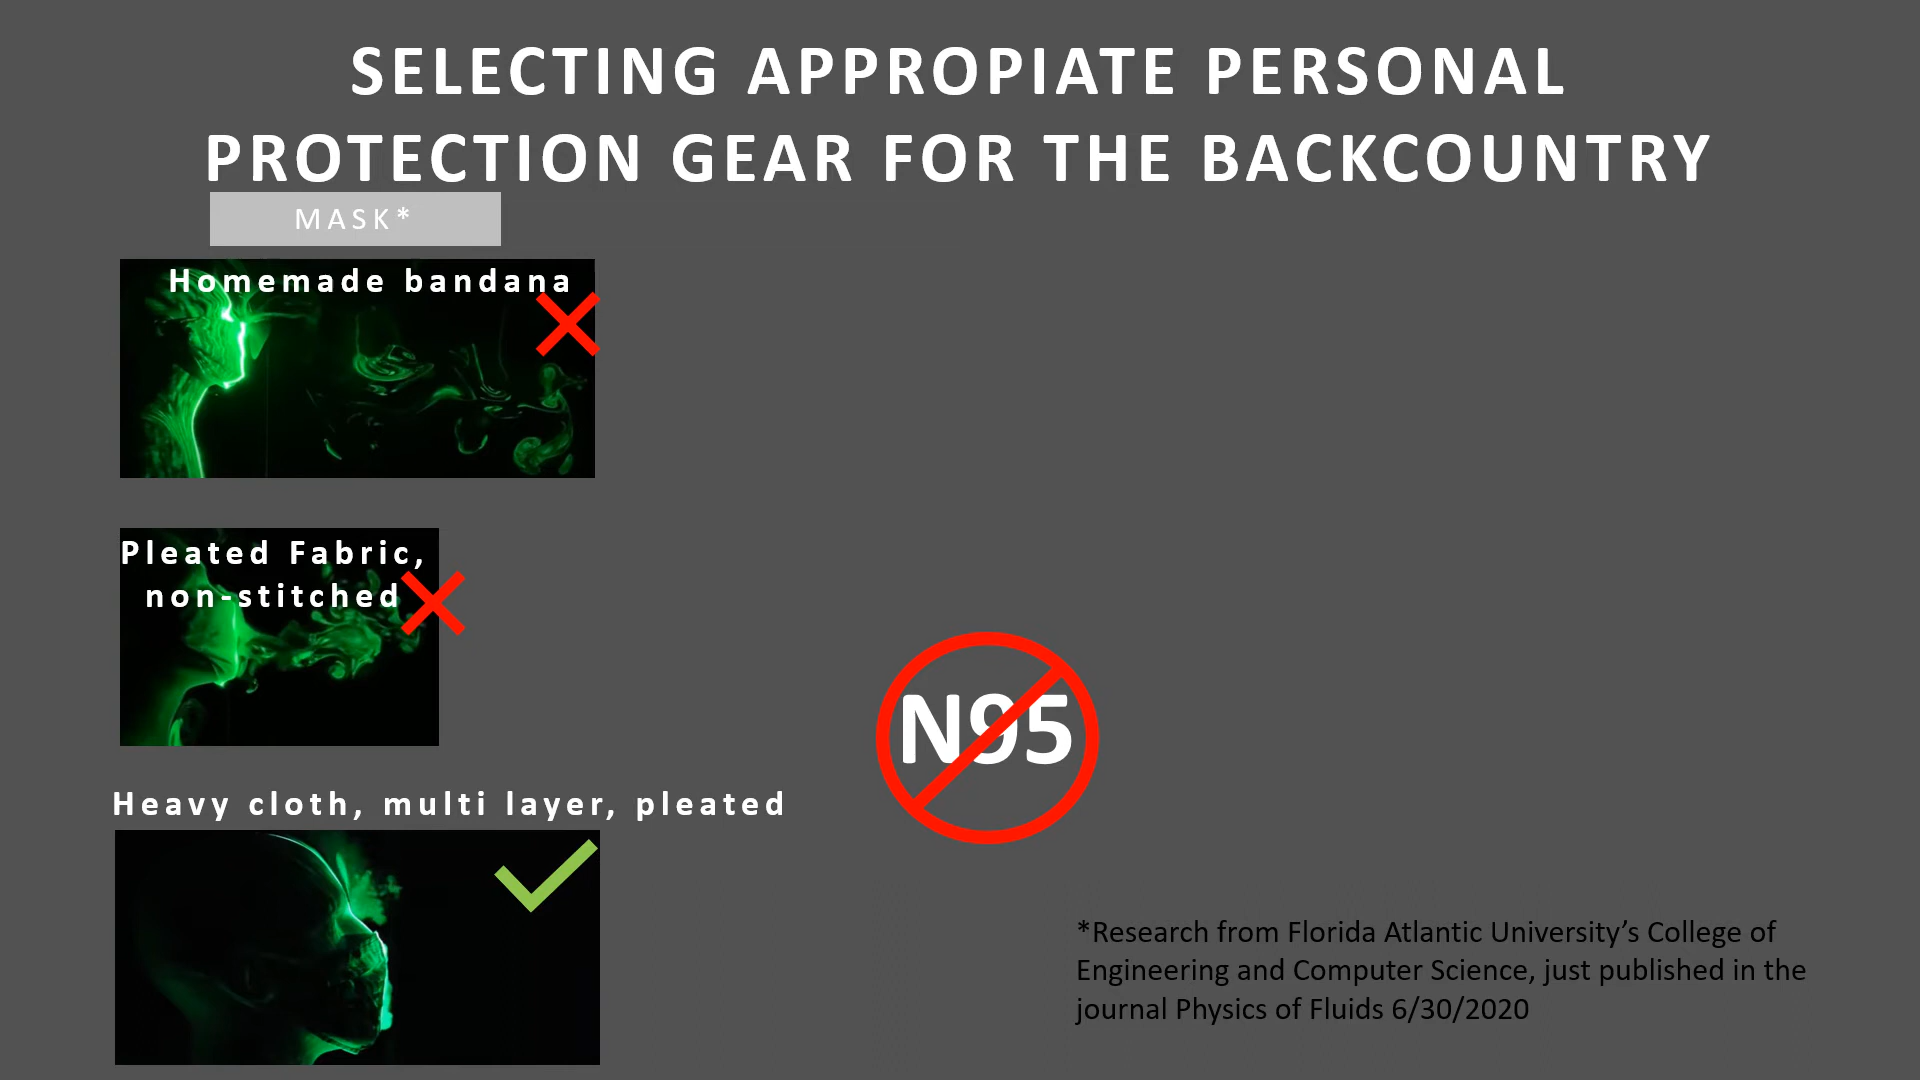 SELECTING APPROPIATE PERSONAL
PROTECTION GEAR FOR THE BACKCOUNTRY
MASK*
Homemade bandana
Pleated Fabric,
non-stitched
N95
Heavy cloth, multi layer, pleated
*Research from Florida Atlantic University’s College of
Engineering and Computer Science, just published in the
journal Physics of Fluids 6/30/2020